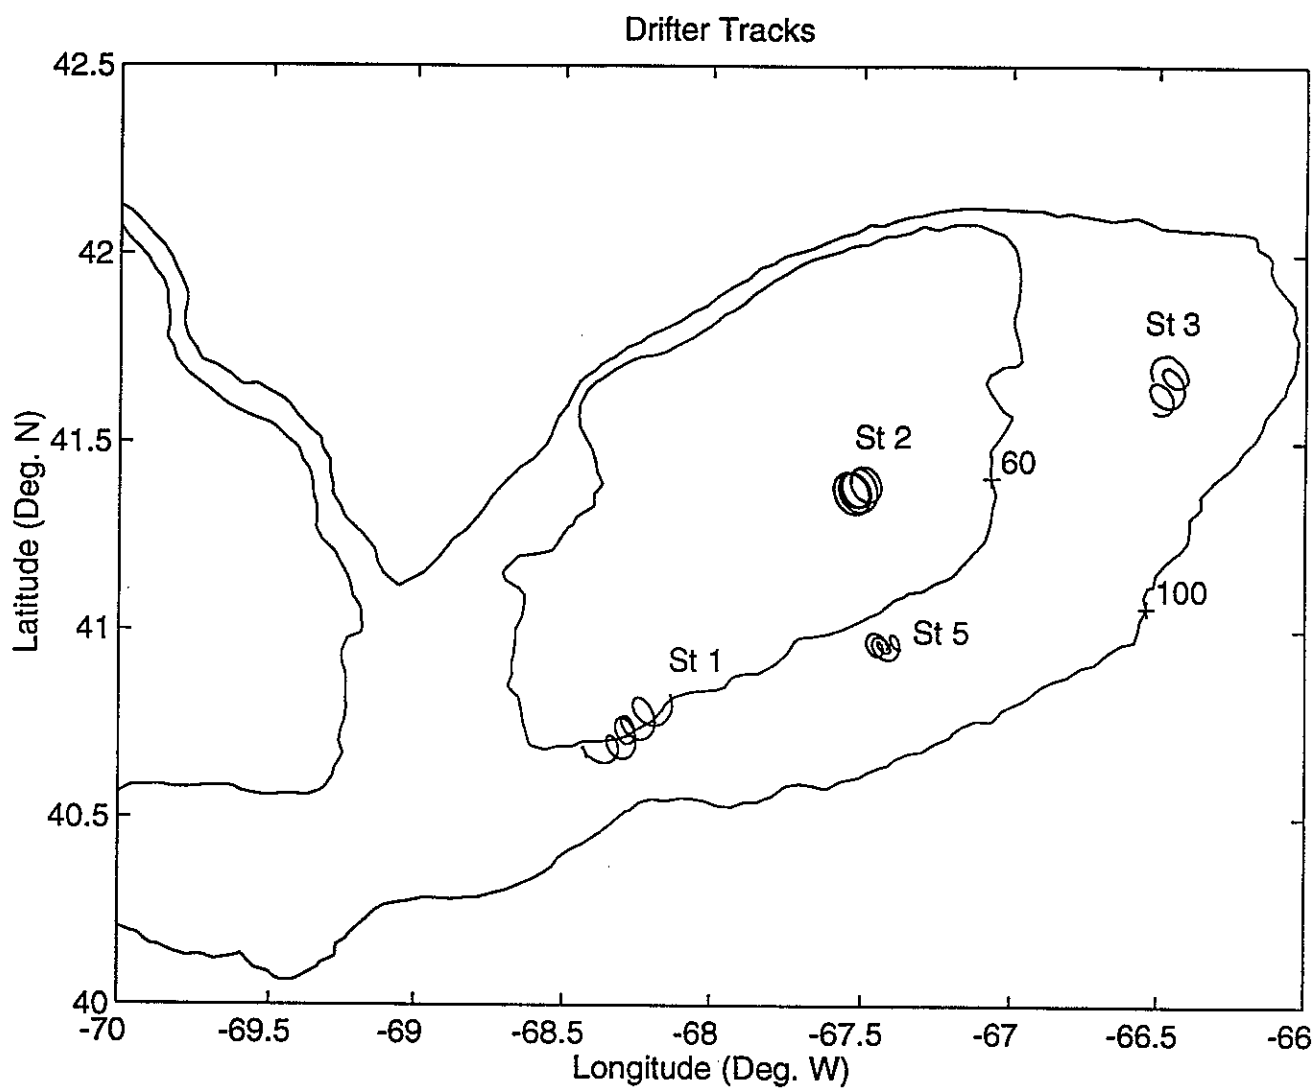 Drifter Tracks
42.5
42
St 3
41.5
St 2
60
100
41
St 5
St 1
40.5
40
-70 -69.5 -69 -68.5 -68 -67.5 -67 -66.5 -66
Longitude (Deg. W)
Latitude (Deg. N)